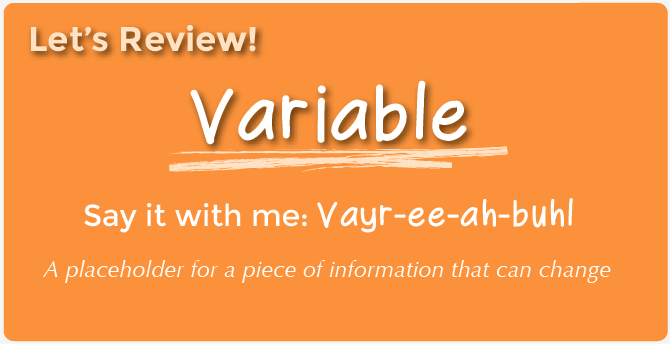 Let's Review!
Variable
Say it with me: Vayr-ee-ah-buhl
A placeholder for a piece of information that can change